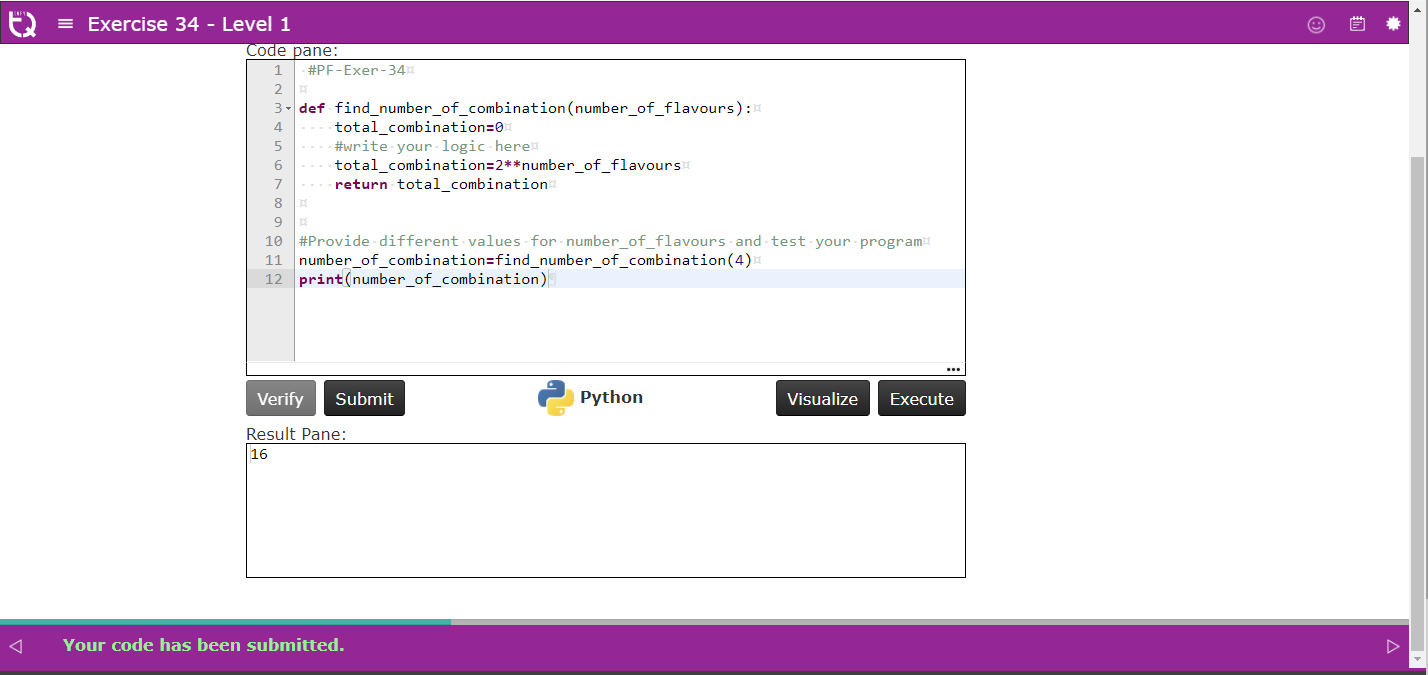 Exercise 34 - Level 1
Code pane:
1 #PF-Exer-34
2
3 def find_number_of_combination(number_of_flavours):
4 total_combination=0
5 #write your logic here
6 total_combination=2**number_of_flavours
7 return total_combination
8
9
10 #Provide different values for number_of_flavours and test your program
11 number_of_combination=find_number_of_combination(4)
12 print(number_of_combination)
Verify Submit Python Visualize Execute
Result Pane:
16
Your code has been submitted.